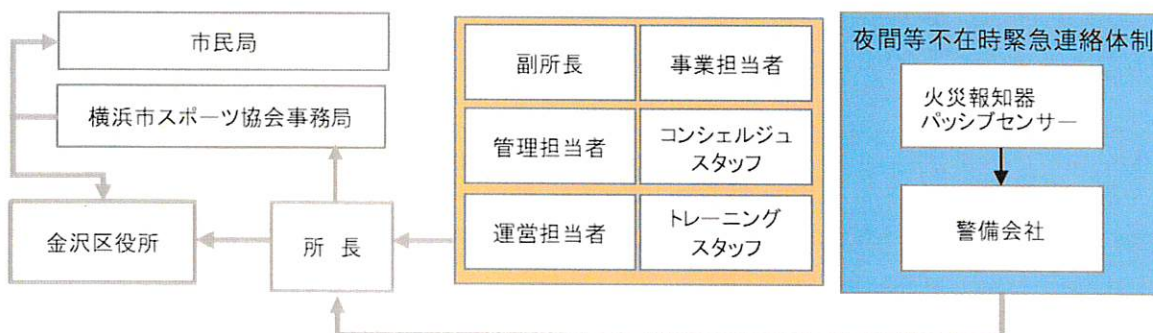 市民局
横浜市スポーツ協会事務局
金沢区役所
所 長
副所長
事業担当者
管理担当者
コンシェルジュ
スタッフ
運営担当者
トレーニング
スタッフ
夜間等不在時緊急連絡体制
火災報知器
パッシブセンサー
警備会社